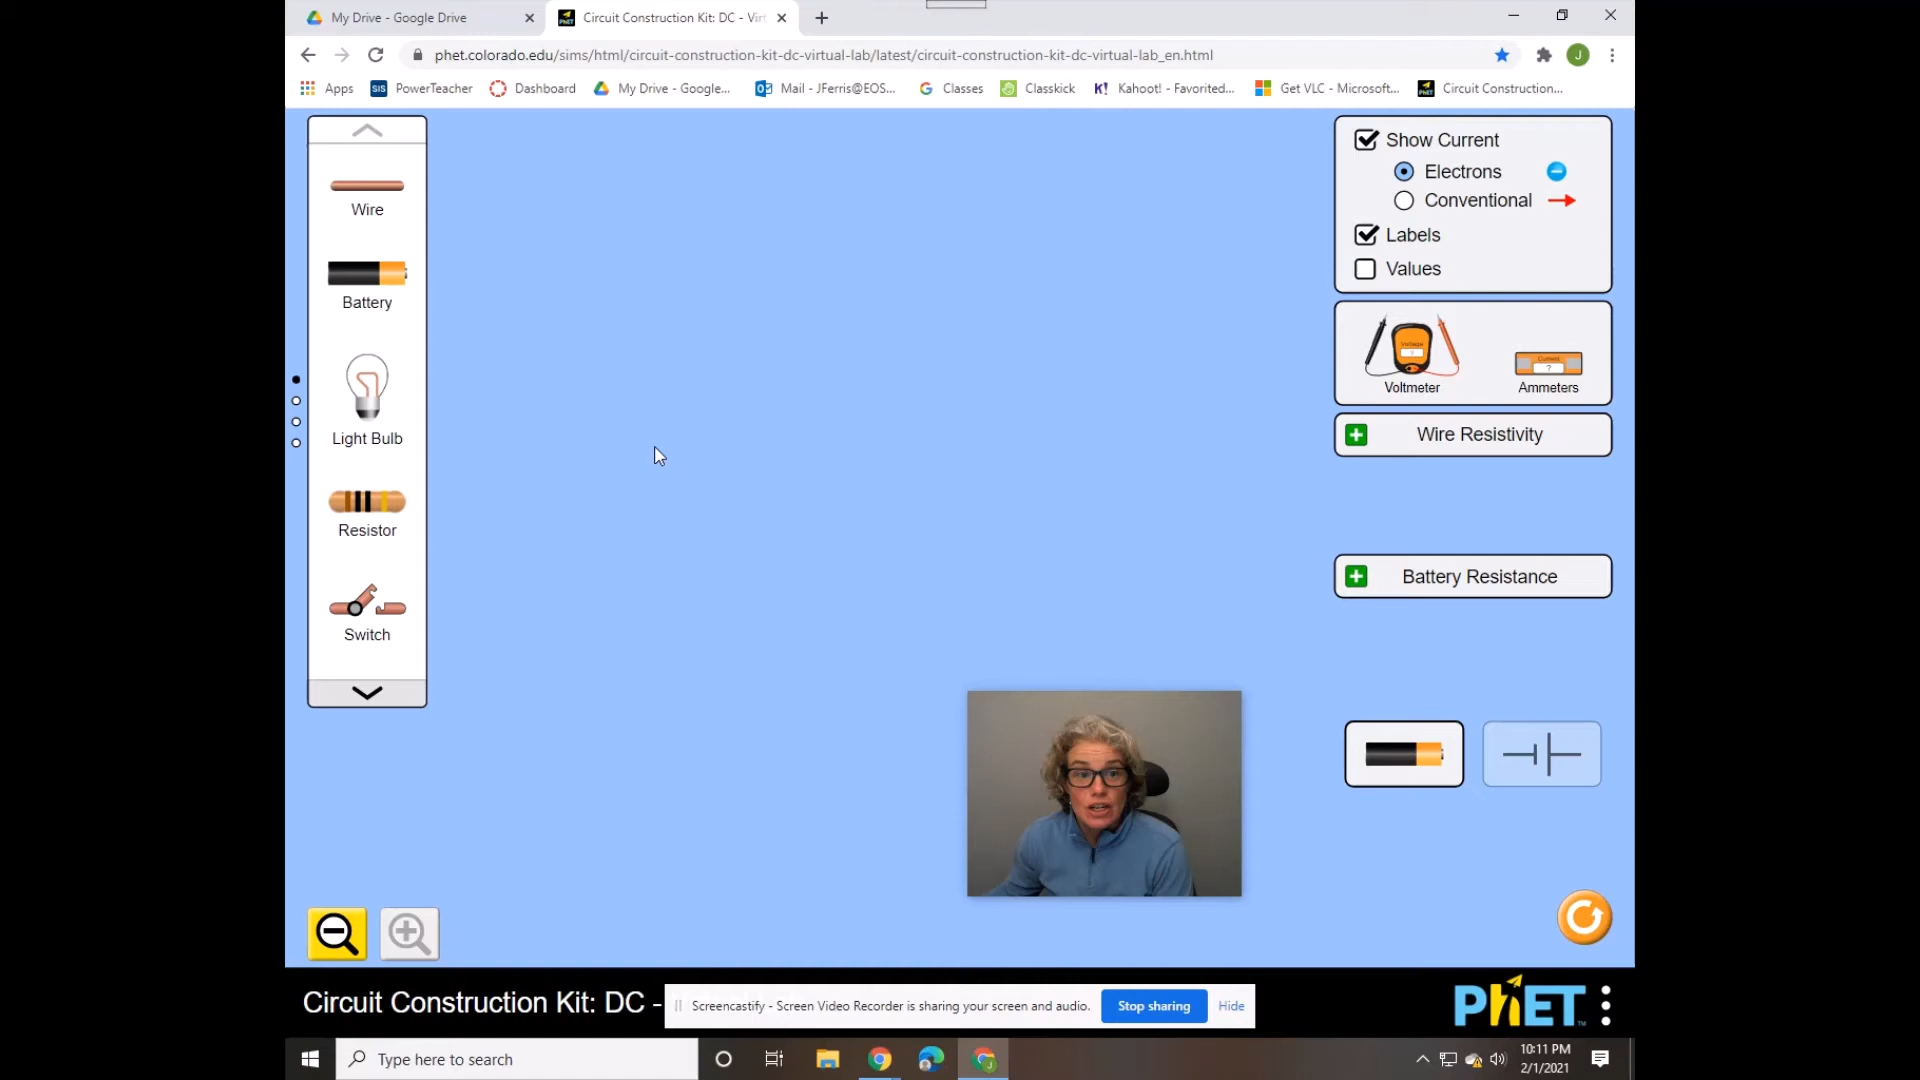 My Drive - Google Drive
Circuit Construction Kit: DC - Virt
phet.colorado.edu/sims/html/circuit-construction-kit-dc-virtual-lab/latest/circuit-construction-kit-dc-virtual-lab_en.html
J
Apps
SIS PowerTeacher
Dashboard
My Drive - Google...
Mail - JFerris@EOS...
Classes
Classkick
K! Kahoot! - Favorited...
Get VLC - Microsoft...
Circuit Construction...
Wire
Battery
Light Bulb
Resistor
Switch
Show Current
Electrons
Conventional
Labels
Values
Voltage
?
Voltmeter
Current
?
Ammeters
Wire Resistivity
Battery Resistance
Circuit Construction Kit: DC -
Screencastify - Screen Video Recorder is sharing your screen and audio.
Stop sharing
Hide
PhET
Type here to search
10:11 PM
2/1/2021